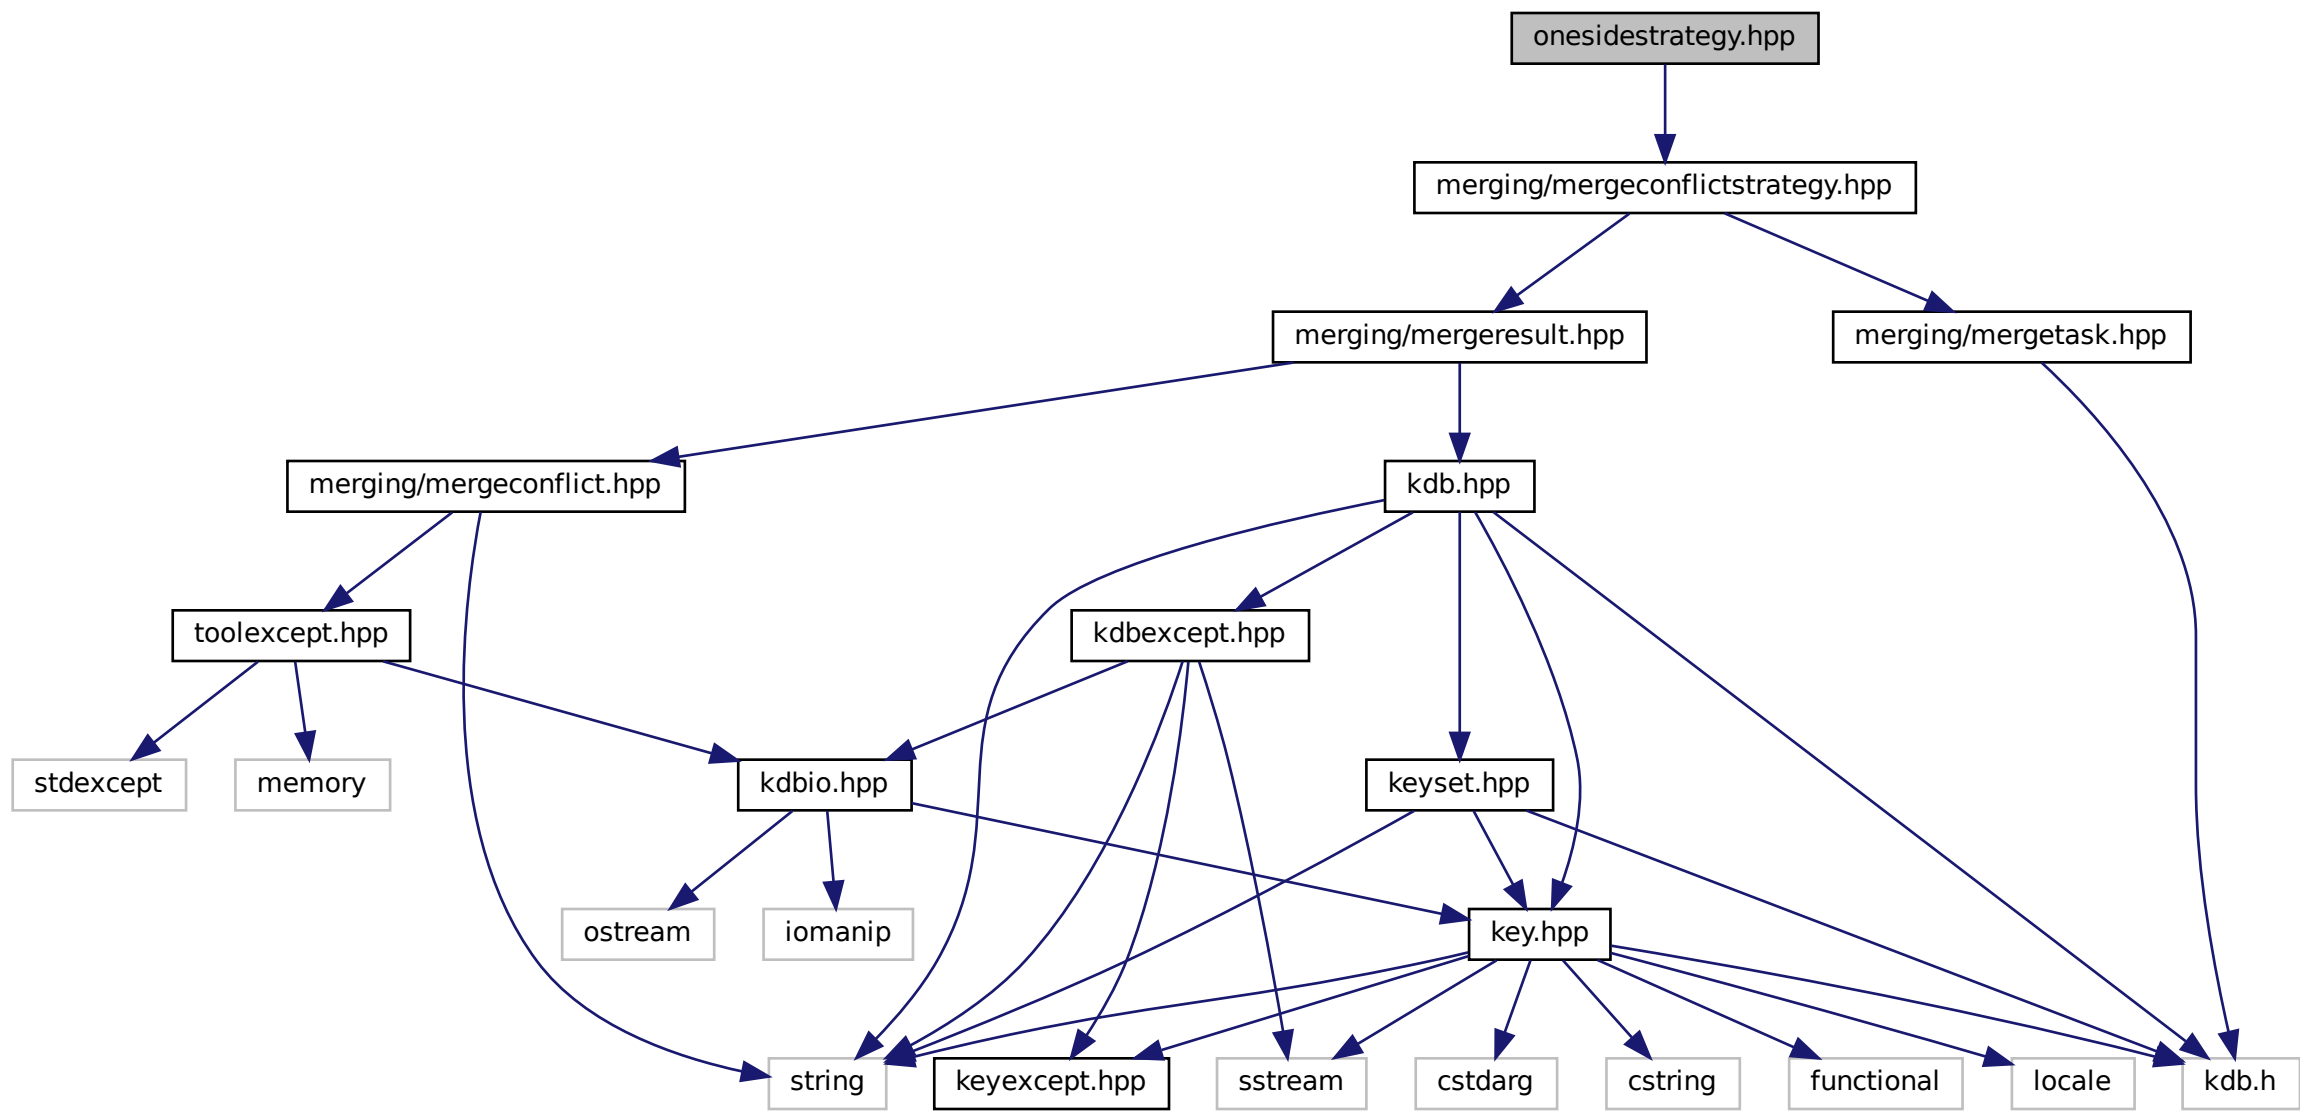 onesidestrategy.hpp
merging/mergeconflictstrategy.hpp
merging/mergeresult.hpp
merging/mergetask.hpp
merging/mergeconflict.hpp
kdb.hpp
toolexcept.hpp
kdbexcept.hpp
stdexcept
memory
kdbio.hpp
keyset.hpp
ostream
iomanip
key.hpp
string
keyexcept.hpp
sstream
cstdarg
cstring
functional
locale
kdb.h